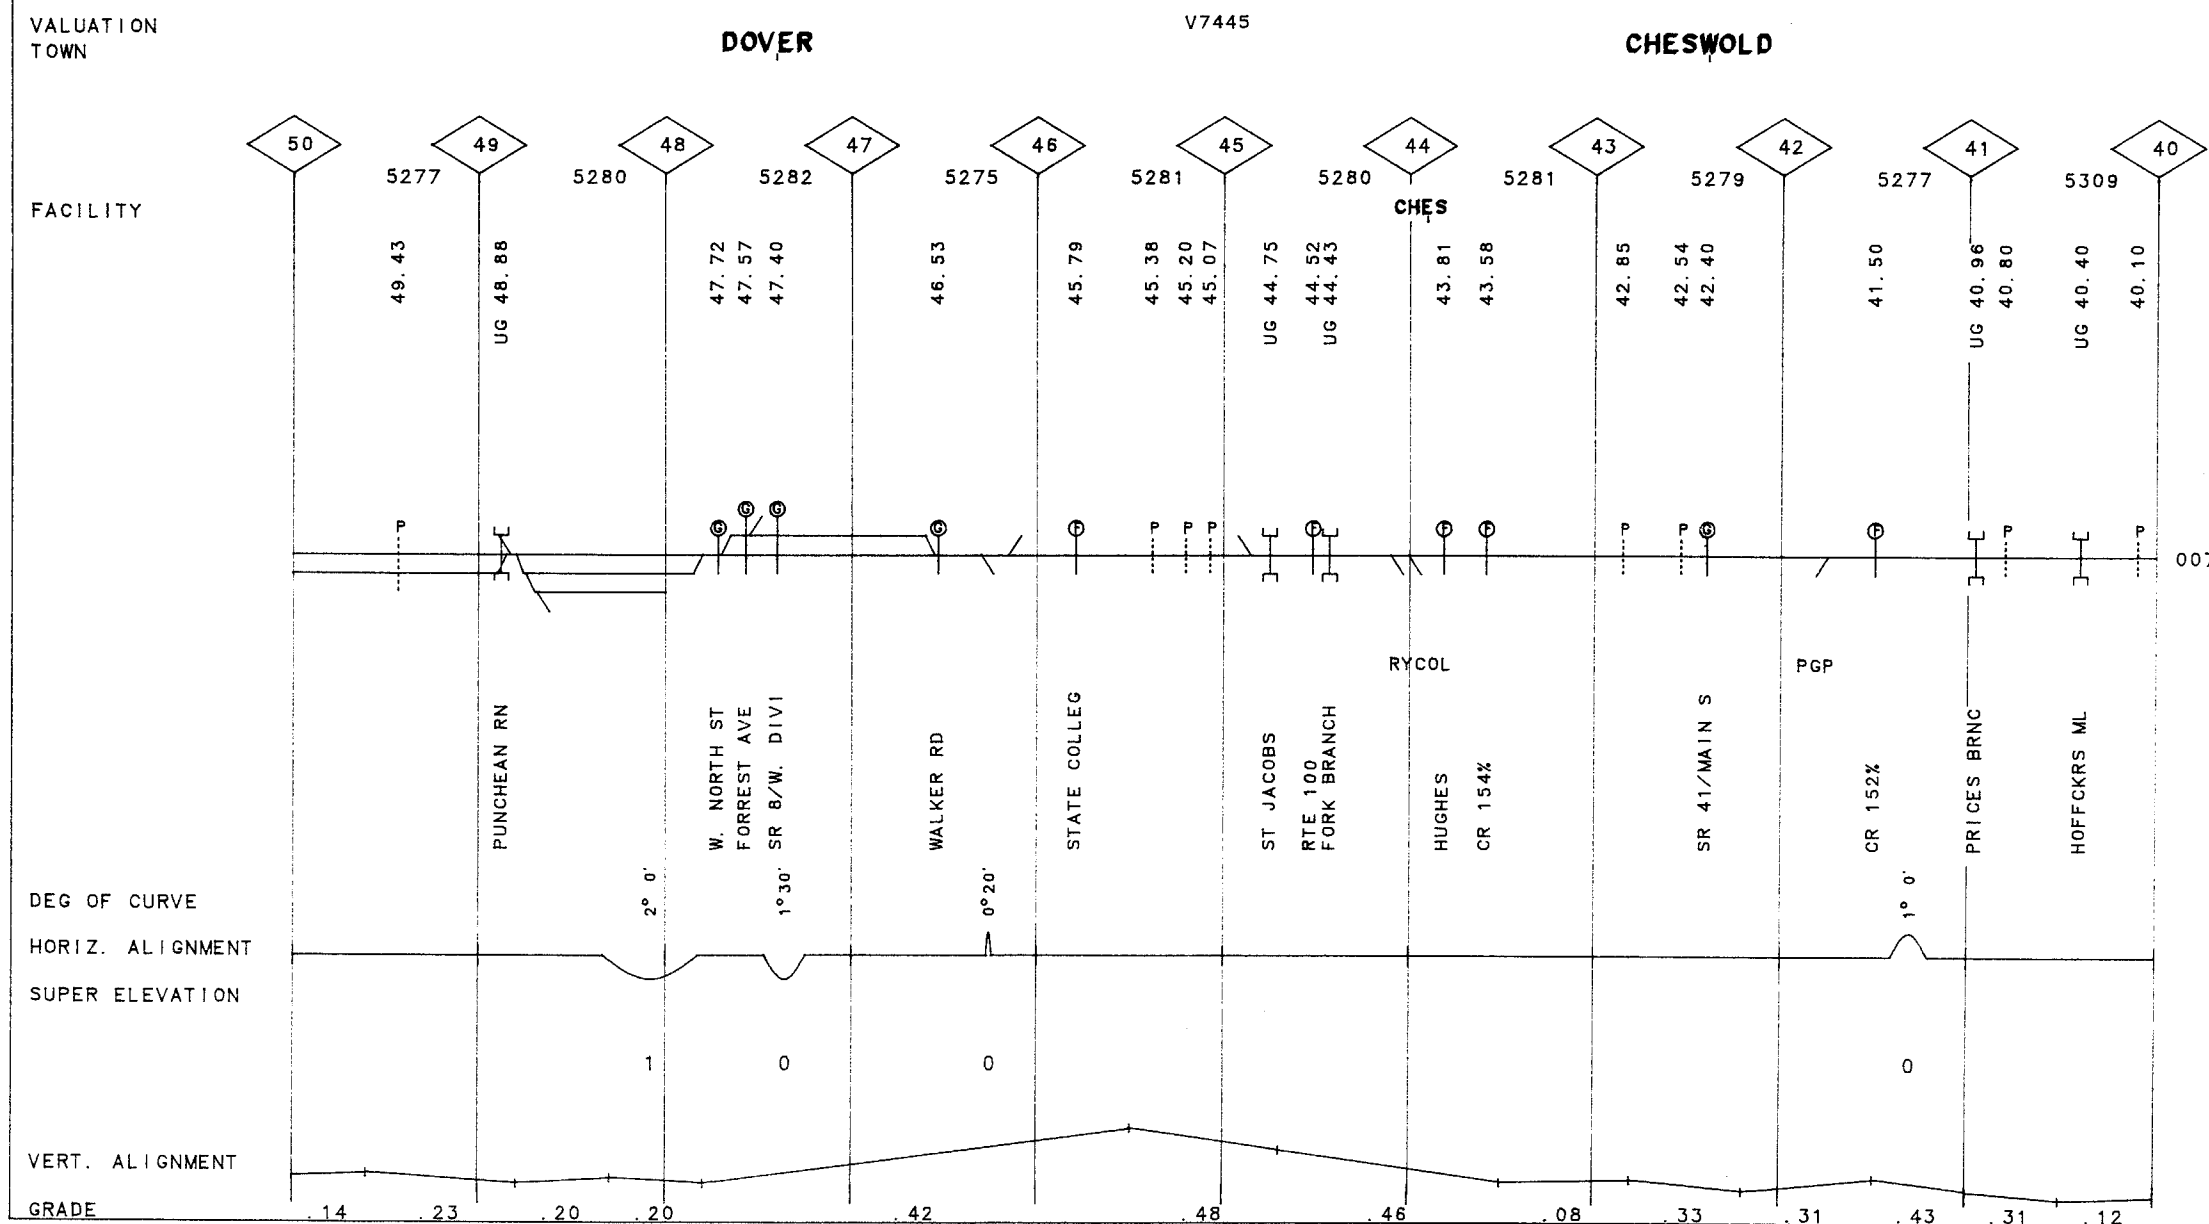 VALUATION V7445
TOWN DOVER CHESWOLD
50 49 48 47 46 45 44 43 42 41 40
5277 5280 5282 5275 5281 5280 5281 5279 5277 5309
FACILITY CHES
49.43
UG 48.88
47.72
47.57
47.40
46.53
45.79
45.38
45.20
45.07
UG 44.75
44.52
UG 44.43
43.81
43.58
42.85
42.54
42.40
41.50
UG 40.96
40.80
UG 40.40
40.10
P G G G G F P P P F F F P P G F P P
007
RYCOL PGP
PUNCHEAN RN
W. NORTH ST
FORREST AVE
SR 8/W. DIVI
WALKER RD
STATE COLLEG
ST JACOBS
RTE 100
FORK BRANCH
HUGHES
CR 154%
SR 41/MAIN S
CR 152%
PRICES BRNC
HOFFCKRS ML
DEG OF CURVE 2° 0' 1° 30' 0° 20' 1° 0'
HORIZ. ALIGNMENT
SUPER ELEVATION
1 0 0 0
VERT. ALIGNMENT
GRADE .14 .23 .20 .20 .42 .48 .46 .08 .33 .31 .43 .31 .12